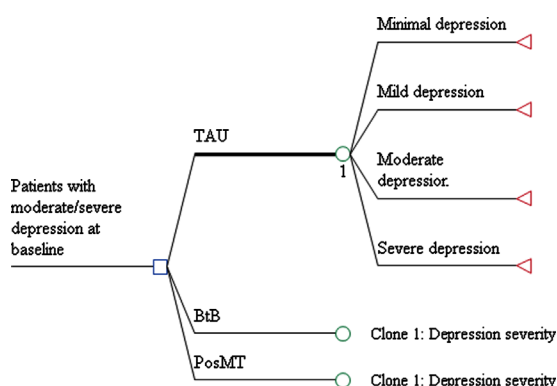 Minimal depression
Mild depression
TAU
Moderate
depression
1
Patients with
moderate/severe
depression at
baseline
Severe depression
BtB
Clone 1: Depression severity
PosMT
Clone 1: Depression severity